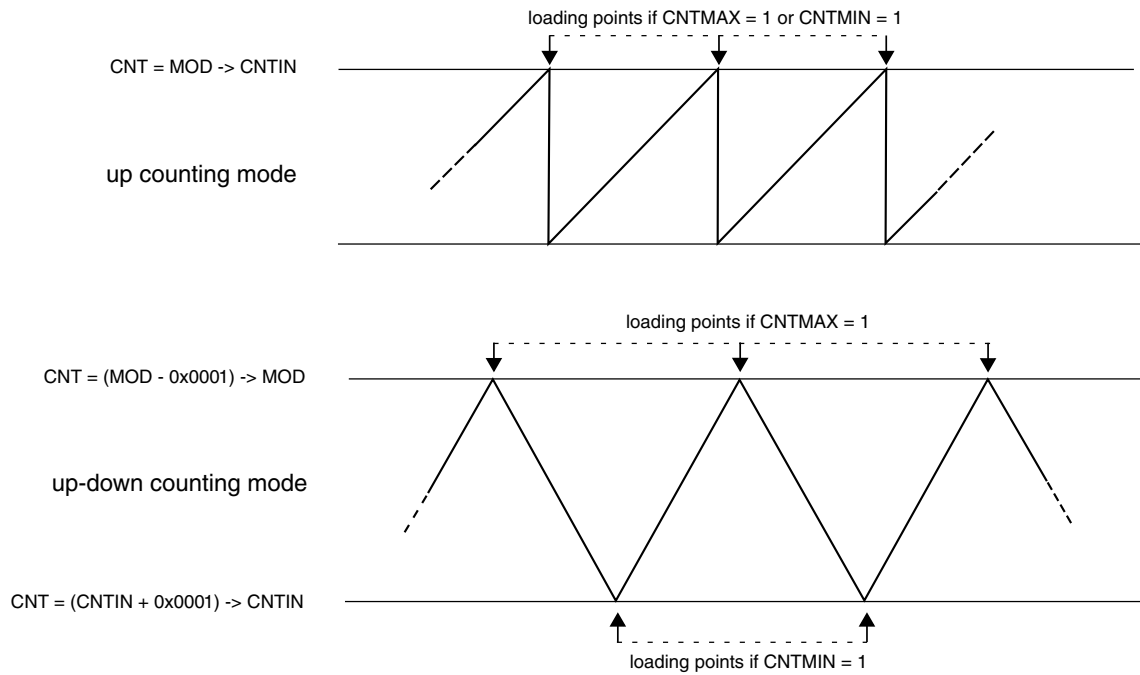 loading points if CNTMAX = 1 or CNTMIN = 1
CNT = MOD -> CNTIN
up counting mode
loading points if CNTMAX = 1
CNT = (MOD - 0x0001) -> MOD
up-down counting mode
CNT = (CNTIN + 0x0001) -> CNTIN
loading points if CNTMIN = 1